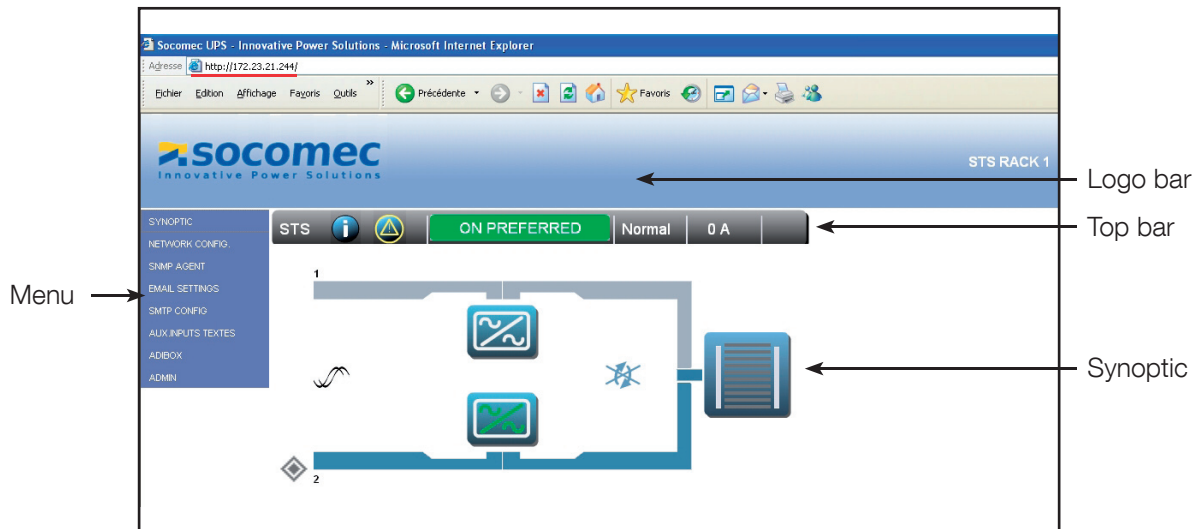 Socomec UPS - Innovative Power Solutions - Microsoft Internet Explorer
Adresse http://172.23.21.244/
Fichier Edition Affichage Favoris Outils » Précédente Favoris
socomec
Innovative Power Solutions
STS RACK 1
Logo bar
SYNOPTIC
NETWORK CONFIG.
SNMP AGENT
EMAIL SETTINGS
SMTP CONFIG
AUX.INPUTS TEXTES
ADIBOX
ADMIN
STS ON PREFERRED Normal 0 A
Top bar
Menu
1
Synoptic
2